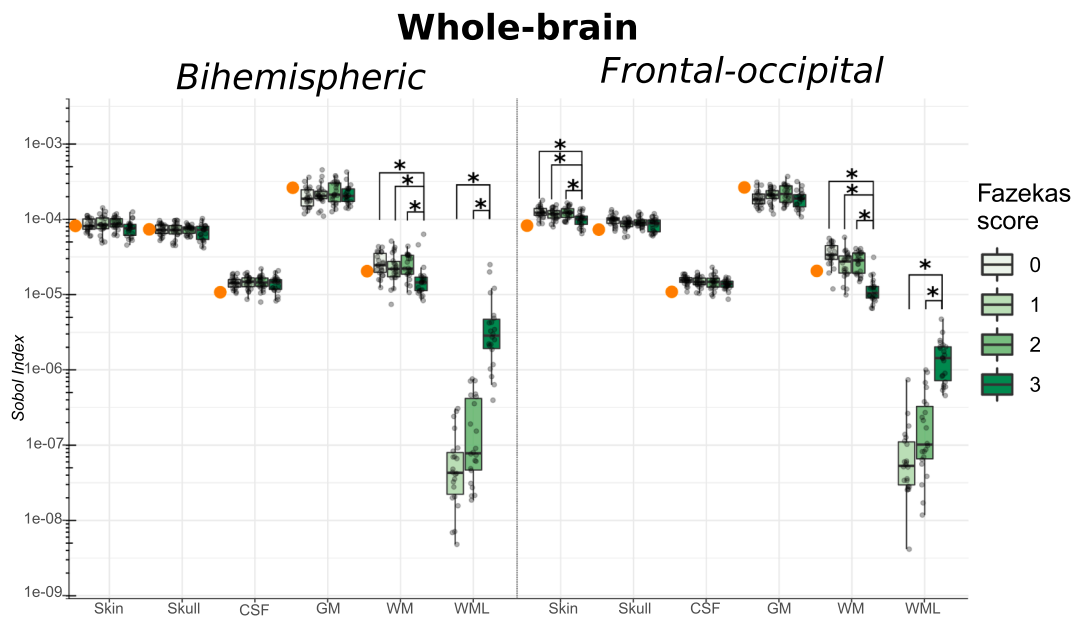 Whole-brain
Bihemispheric
Frontal-occipital
Sobol Index
1e-03
1e-04
1e-05
1e-06
1e-07
1e-08
1e-09
* * * * *
* * * * * * * *
Skin Skull CSF GM WM WML
Skin Skull CSF GM WM WML
Fazekas
score
0
1
2
3